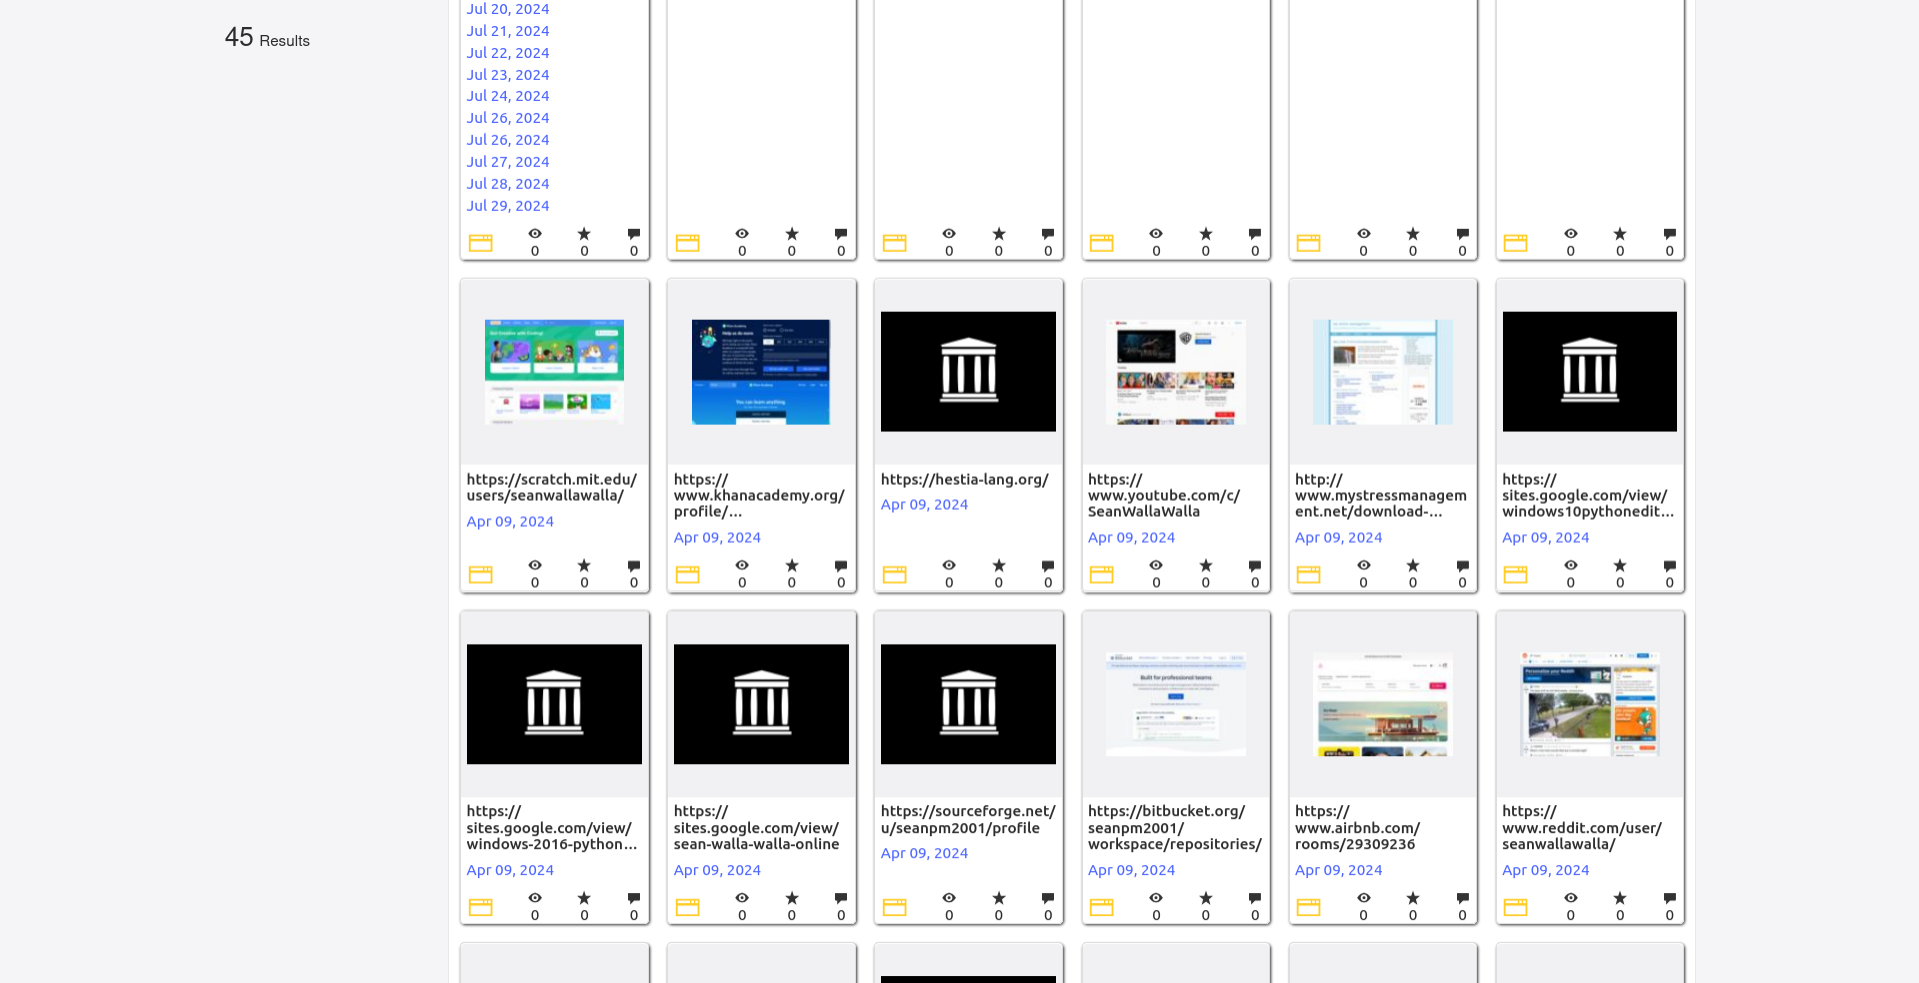 45 Results
Jul 20, 2024
Jul 21, 2024
Jul 22, 2024
Jul 23, 2024
Jul 24, 2024
Jul 26, 2024
Jul 26, 2024
Jul 27, 2024
Jul 28, 2024
Jul 29, 2024
0 0 0
0 0 0
0 0 0
0 0 0
0 0 0
0 0 0
https://scratch.mit.edu/
users/seanwallawalla/
Apr 09, 2024
0 0 0
https://
www.khanacademy.org/
profile/...
Apr 09, 2024
0 0 0
https://hestia-lang.org/
Apr 09, 2024
0 0 0
https://
www.youtube.com/c/
SeanWallaWalla
Apr 09, 2024
0 0 0
http://
www.mystressmanagem
ent.net/download-...
Apr 09, 2024
0 0 0
https://
sites.google.com/view/
windows10pythonedit...
Apr 09, 2024
0 0 0
https://
sites.google.com/view/
windows-2016-python...
Apr 09, 2024
0 0 0
https://
sites.google.com/view/
sean-walla-walla-online
Apr 09, 2024
0 0 0
https://sourceforge.net/
u/seanpm2001/profile
Apr 09, 2024
0 0 0
Built for professional teams
https://bitbucket.org/
seanpm2001/
workspace/repositories/
Apr 09, 2024
0 0 0
https://
www.airbnb.com/
rooms/29309236
Apr 09, 2024
0 0 0
https://
www.reddit.com/user/
seanwallawalla/
Apr 09, 2024
0 0 0